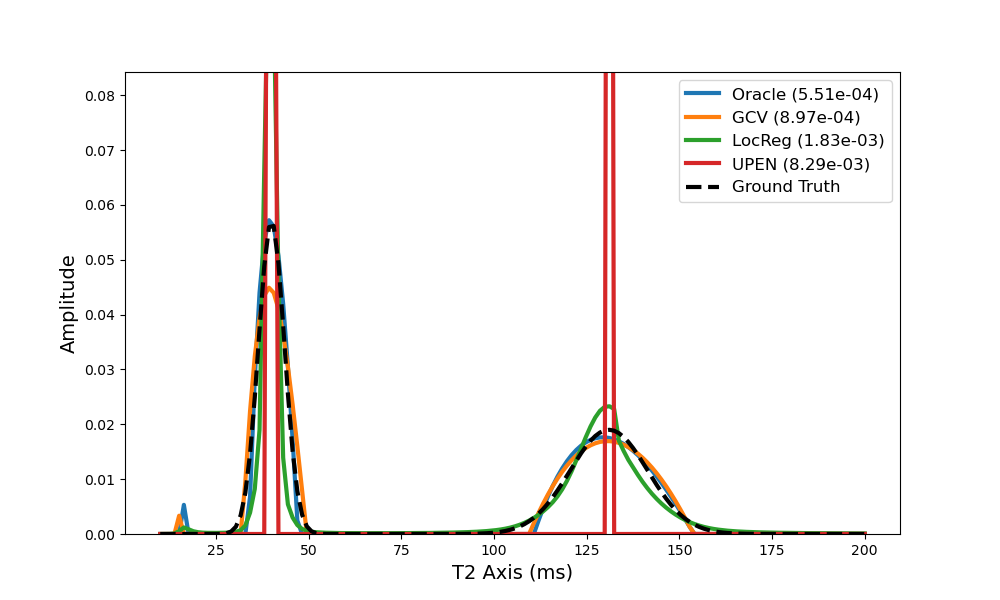 0.08
0.07
0.06
0.05
0.04
0.03
0.02
0.01
0.00
Amplitude
25
50
75
100
125
150
175
200
T2 Axis (ms)
Oracle (5.51e-04)
GCV (8.97e-04)
LocReg (1.83e-03)
UPEN (8.29e-03)
Ground Truth